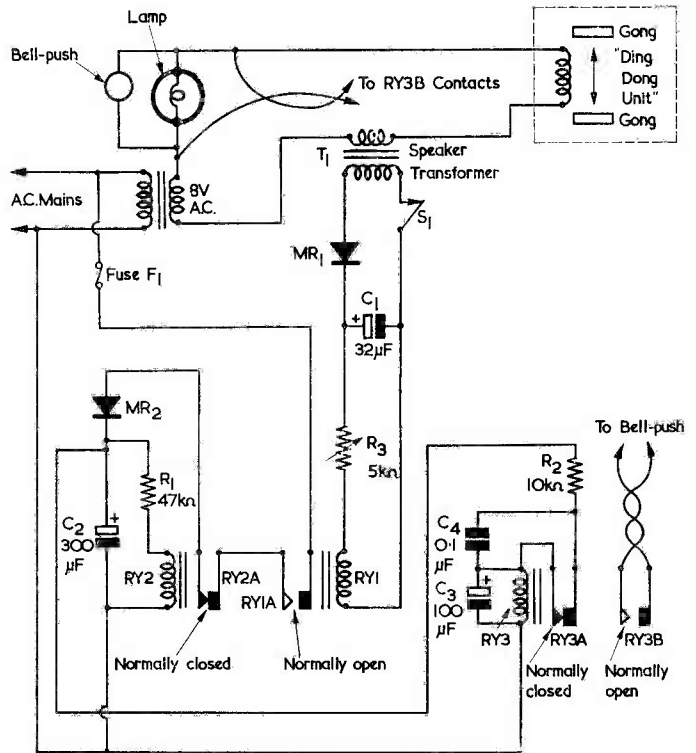 Lamp
Bell-push
To RY3B Contacts
Gong
"Ding
Dong
Unit"
Gong
T1
Speaker
Transformer
8V
A.C.
A.C. Mains
S1
MR1
Fuse F1
C1
+
32µF
MR2
R3
5kΩ
To Bell-push
R1
47kΩ
R2
10kΩ
C2
+
300
µF
C4
0·1
µF
C3
+
100
µF
RY2
RY2A
RY1A
RY1
RY3
RY3A
RY3B
Normally closed
Normally open
Normally
closed
Normally
open